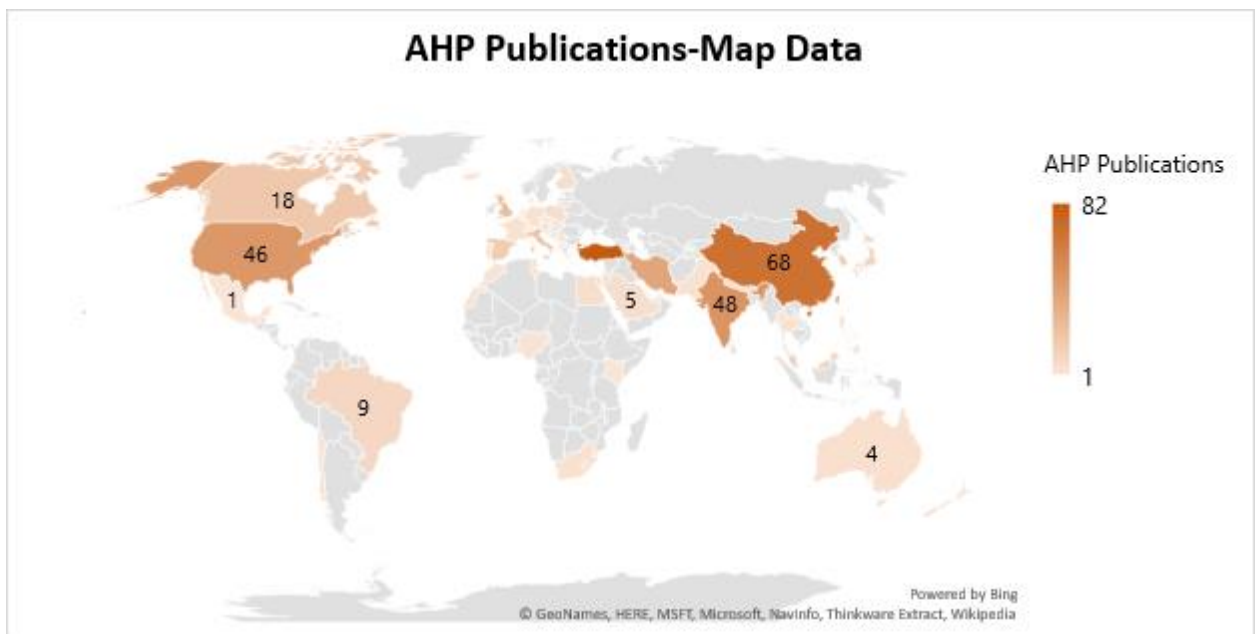 AHP Publications-Map Data
AHP Publications
82
1
18
46
1
68
48
5
9
4
Powered by Bing
© GeoNames, HERE, MSFT, Microsoft, NavInfo, Thinkware Extract, Wikipedia